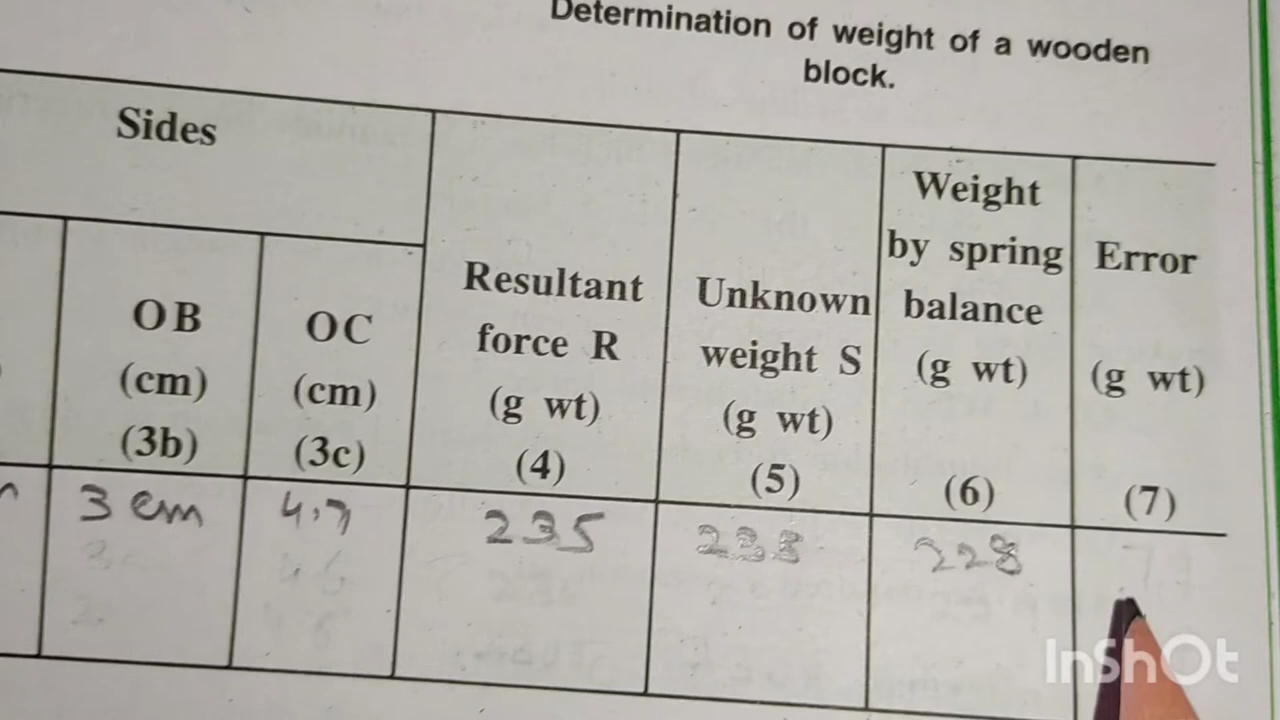 Determination of weight of a wooden
block.
Sides
OB
(cm)
(3b)
OC
(cm)
(3c)
Resultant
force R
(g wt)
(4)
Unknown
weight S
(g wt)
(5)
Weight
by spring
balance
(g wt)
(6)
Error
(g wt)
(7)
3 cm
4.7
235
228
InShOt